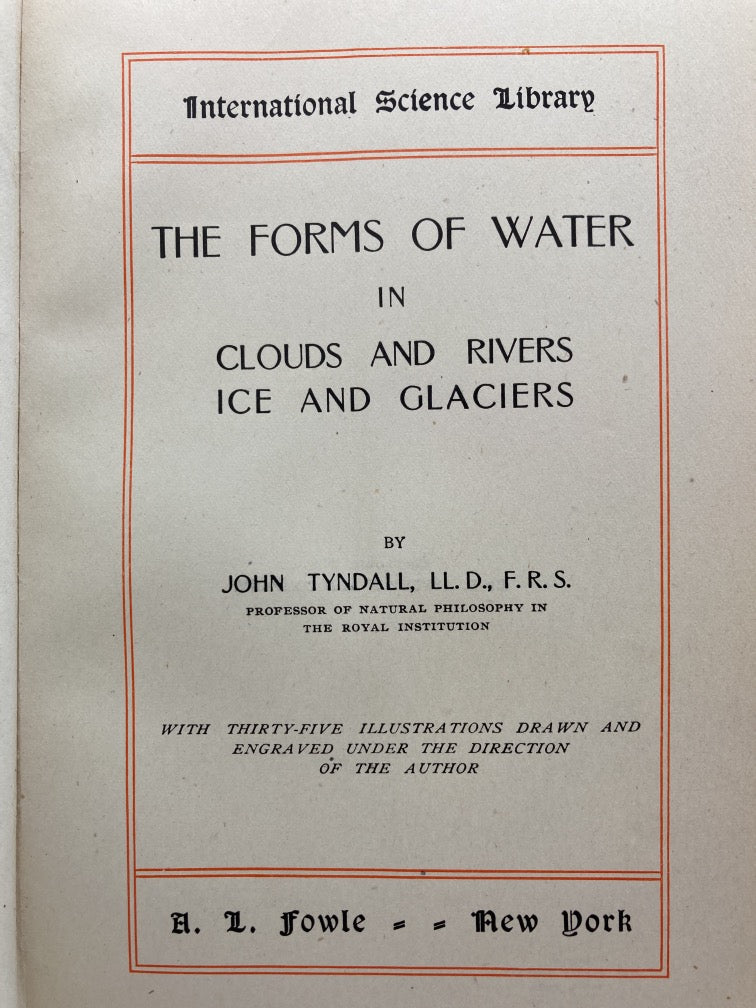 International Science Library
THE FORMS OF WATER
IN
CLOUDS AND RIVERS
ICE AND GLACIERS
BY
JOHN TYNDALL, LL. D., F. R. S.
PROFESSOR OF NATURAL PHILOSOPHY IN
THE ROYAL INSTITUTION
WITH THIRTY-FIVE ILLUSTRATIONS DRAWN AND
ENGRAVED UNDER THE DIRECTION
OF THE AUTHOR
A. L. Fowle - - New York